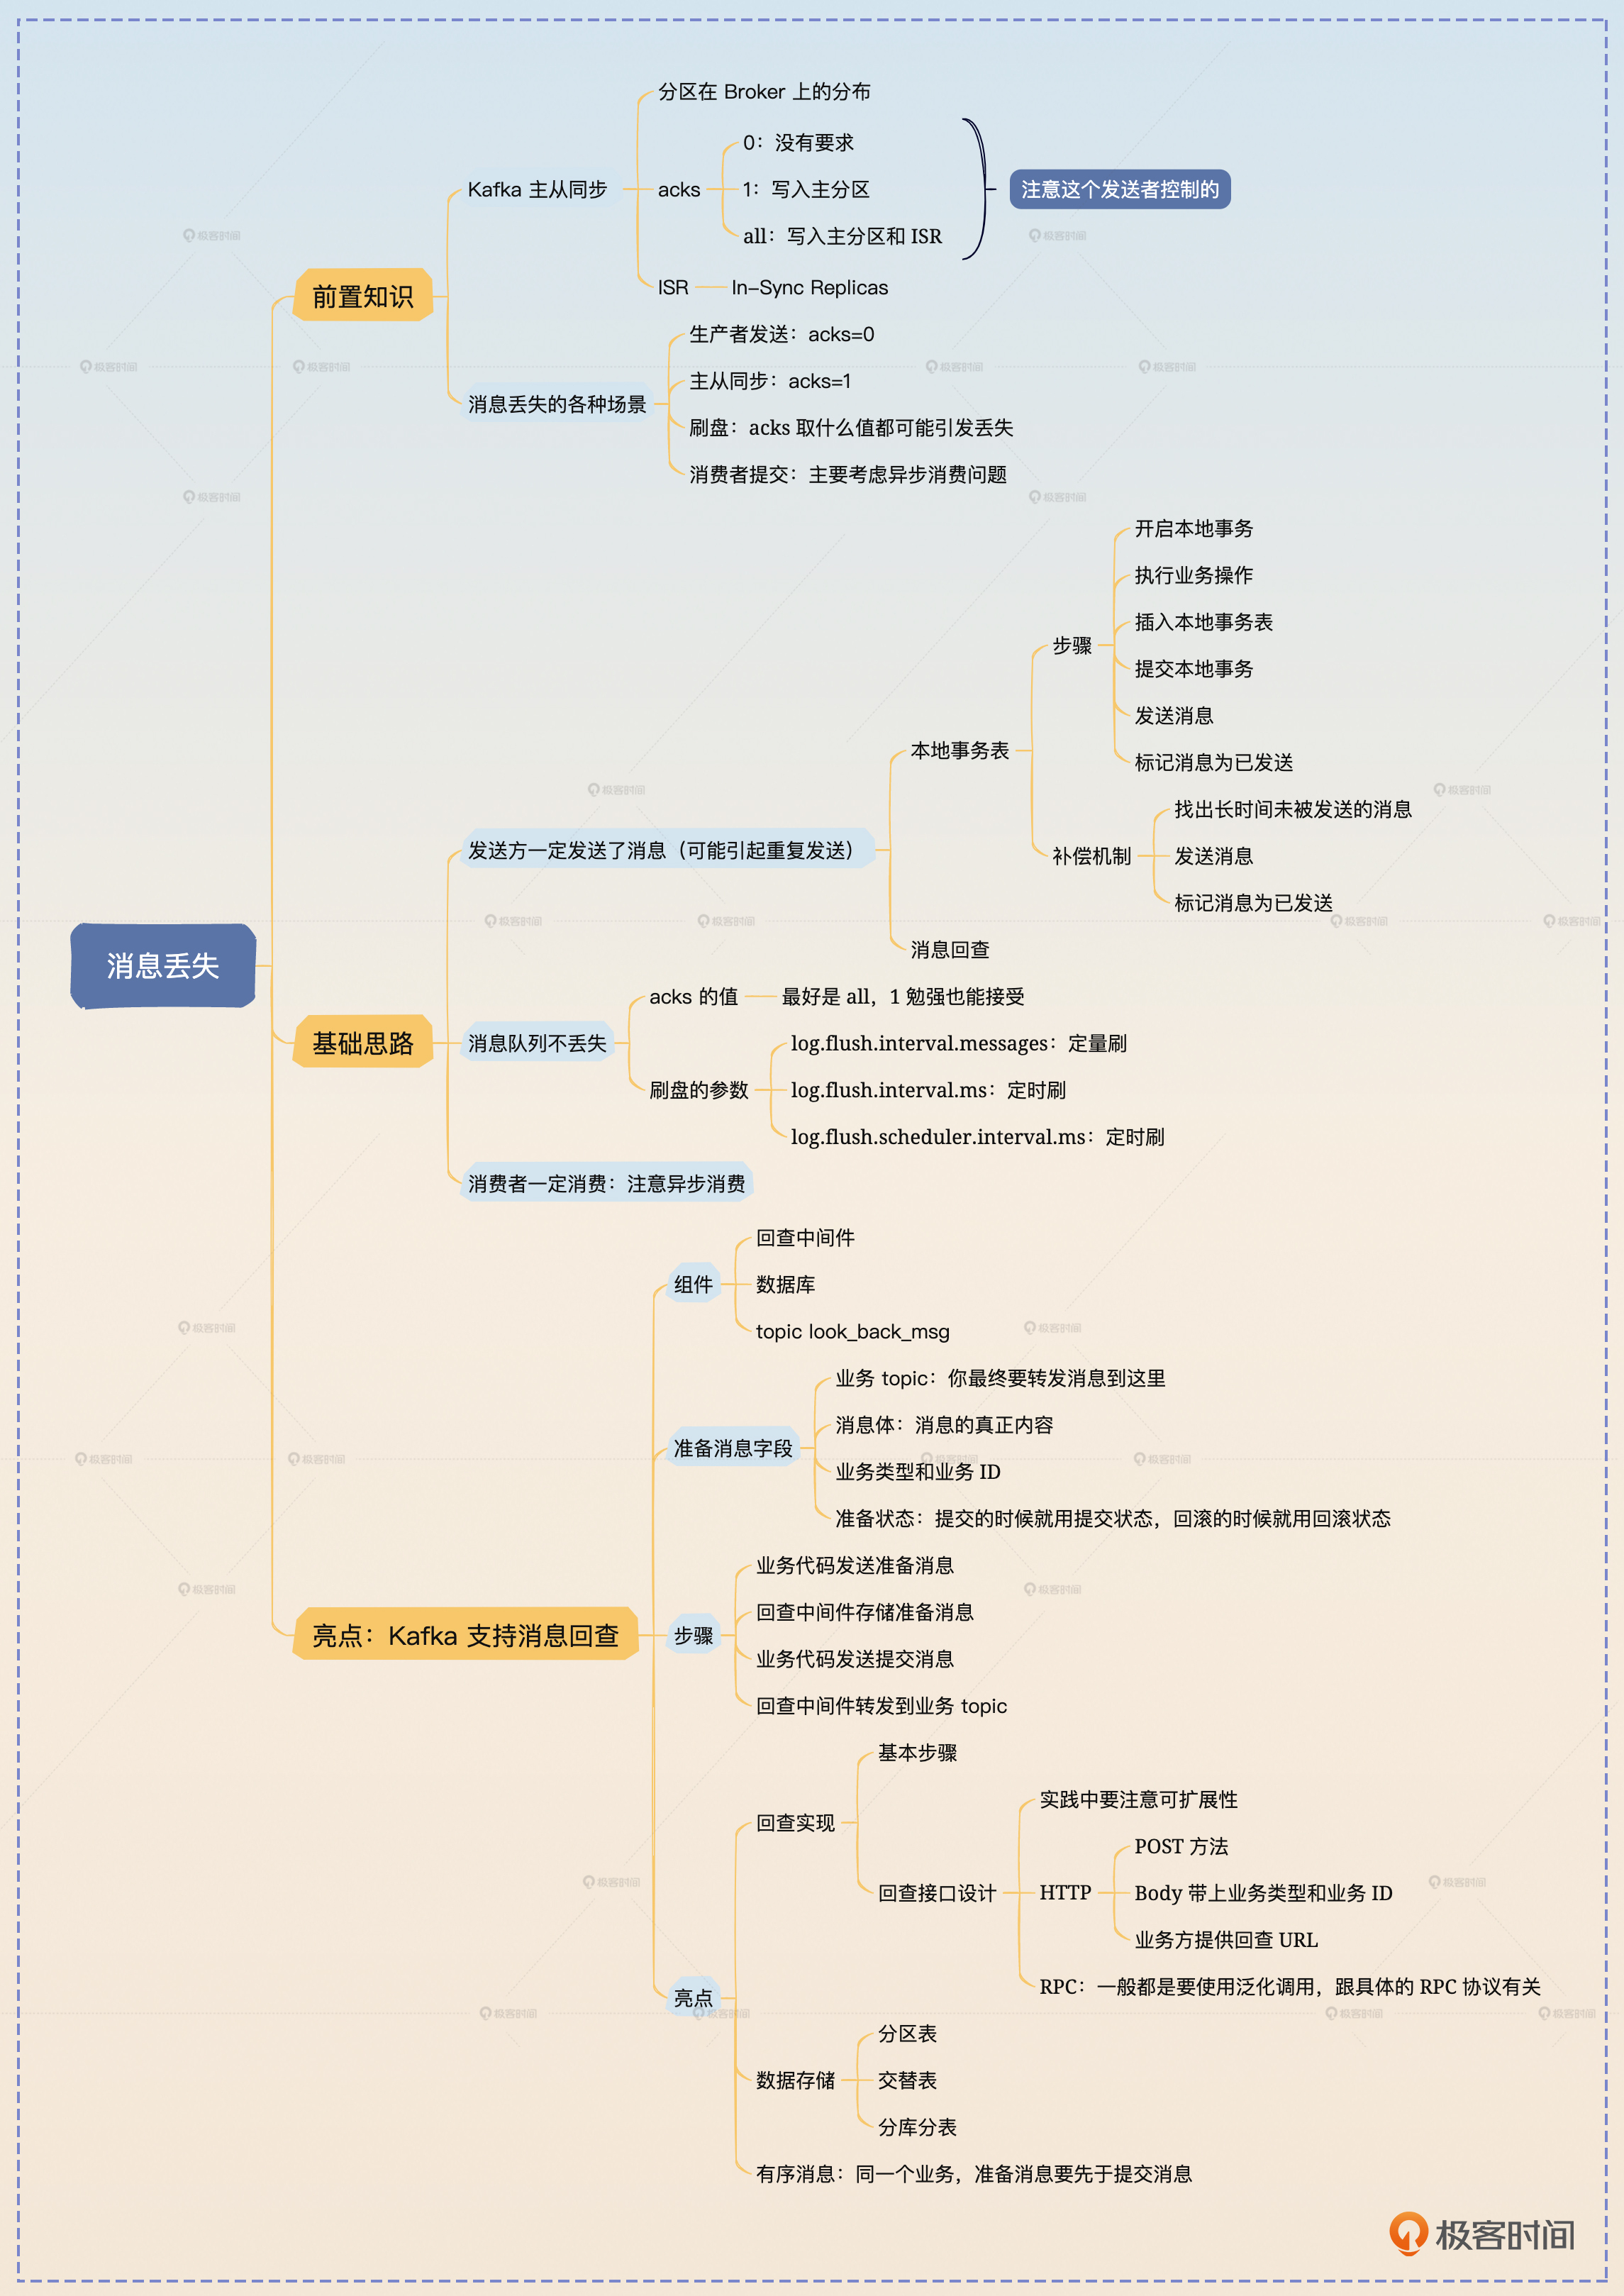 消息丢失
前置知识
Kafka 主从同步
分区在 Broker 上的分布
acks
0：没有要求
1：写入主分区
all：写入主分区和 ISR
注意这个发送者控制的
ISR
In-Sync Replicas
消息丢失的各种场景
生产者发送：acks=0
主从同步：acks=1
刷盘：acks 取什么值都可能引发丢失
消费者提交：主要考虑异步消费问题
基础思路
发送方一定发送了消息（可能引起重复发送）
本地事务表
步骤
开启本地事务
执行业务操作
插入本地事务表
提交本地事务
发送消息
标记消息为已发送
补偿机制
找出长时间未被发送的消息
发送消息
标记消息为已发送
消息回查
消息队列不丢失
acks 的值
最好是 all，1 勉强也能接受
刷盘的参数
log.flush.interval.messages：定量刷
log.flush.interval.ms：定时刷
log.flush.scheduler.interval.ms：定时刷
消费者一定消费：注意异步消费
亮点：Kafka 支持消息回查
组件
回查中间件
数据库
topic look_back_msg
准备消息字段
业务 topic：你最终要转发消息到这里
消息体：消息的真正内容
业务类型和业务 ID
准备状态：提交的时候就用提交状态，回滚的时候就用回滚状态
步骤
业务代码发送准备消息
回查中间件存储准备消息
业务代码发送提交消息
回查中间件转发到业务 topic
亮点
回查实现
基本步骤
回查接口设计
实践中要注意可扩展性
HTTP
POST 方法
Body 带上业务类型和业务 ID
业务方提供回查 URL
RPC：一般都是要使用泛化调用，跟具体的 RPC 协议有关
数据存储
分区表
交替表
分库分表
有序消息：同一个业务，准备消息要先于提交消息
极客时间